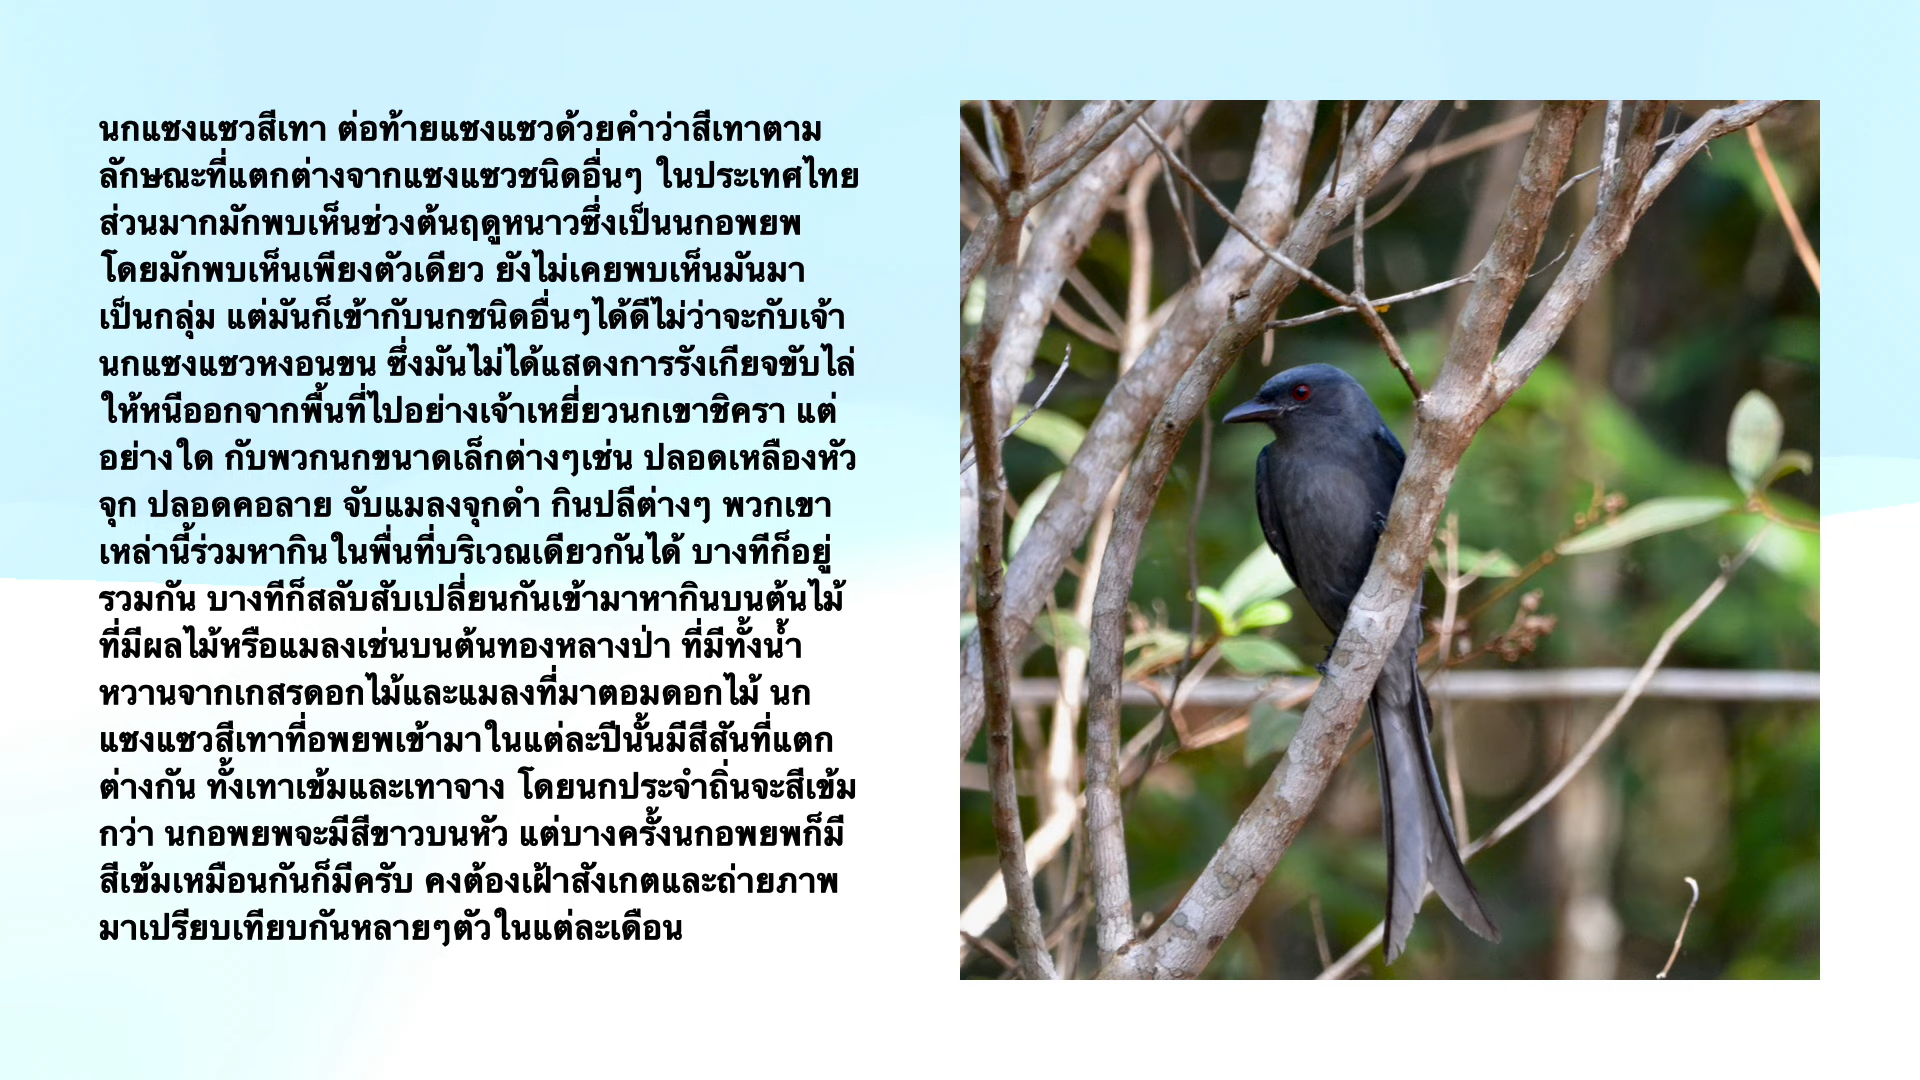 นกแซงแซวสีเทา ต่อท้ายแซงแซวด้วยคำว่าสีเทาตาม
ลักษณะที่แตกต่างจากแซงแซวชนิดอื่นๆ ในประเทศไทย
ส่วนมากมักพบเห็นช่วงต้นฤดูหนาวซึ่งเป็นนกอพยพ
โดยมักพบเห็นเพียงตัวเดียว ยังไม่เคยพบเห็นมันมา
เป็นกลุ่ม แต่มันก็เข้ากับนกชนิดอื่นๆได้ดีไม่ว่าจะกับเจ้า
นกแซงแซวหงอนขน ซึ่งมันไม่ได้แสดงการรังเกียจขับไล่
ให้หนีออกจากพื้นที่ไปอย่างเจ้าเหยี่ยวนกเขาชิครา แต่
อย่างใด กับพวกนกขนาดเล็กต่างๆเช่น ปลอดเหลืองหัว
จุก ปลอดคอลาย จับแมลงจุกดำ กินปลีต่างๆ พวกเขา
เหล่านี้ร่วมหากินในพื่นที่บริเวณเดียวกันได้ บางทีก็อยู่
รวมกัน บางทีก็สลับสับเปลี่ยนกันเข้ามาหากินบนต้นไม้
ที่มีผลไม้หรือแมลงเช่นบนต้นทองหลางป่า ที่มีทั้งน้ำ
หวานจากเกสรดอกไม้และแมลงที่มาตอมดอกไม้ นก
แซงแซวสีเทาที่อพยพเข้ามาในแต่ละปีนั้นมีสีสันที่แตก
ต่างกัน ทั้งเทาเข้มและเทาจาง โดยนกประจำถิ่นจะสีเข้ม
กว่า นกอพยพจะมีสีขาวบนหัว แต่บางครั้งนกอพยพก็มี
สีเข้มเหมือนกันก็มีครับ คงต้องเฝ้าสังเกตและถ่ายภาพ
มาเปรียบเทียบกันหลายๆตัวในแต่ละเดือน